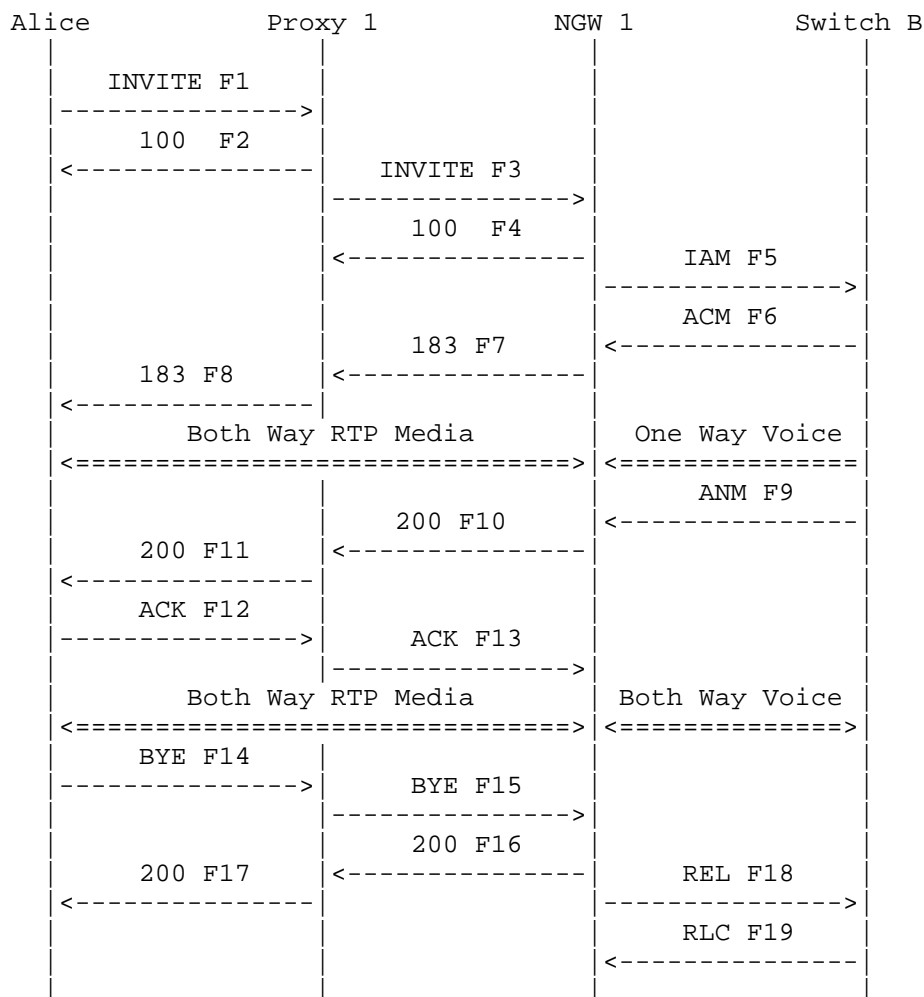 Alice Proxy 1 NGW 1 Switch B
INVITE F1
100 F2
INVITE F3
100 F4
IAM F5
ACM F6
183 F7
183 F8
Both Way RTP Media One Way Voice
ANM F9
200 F10
200 F11
ACK F12
ACK F13
Both Way RTP Media Both Way Voice
BYE F14
BYE F15
200 F16
200 F17 REL F18
RLC F19